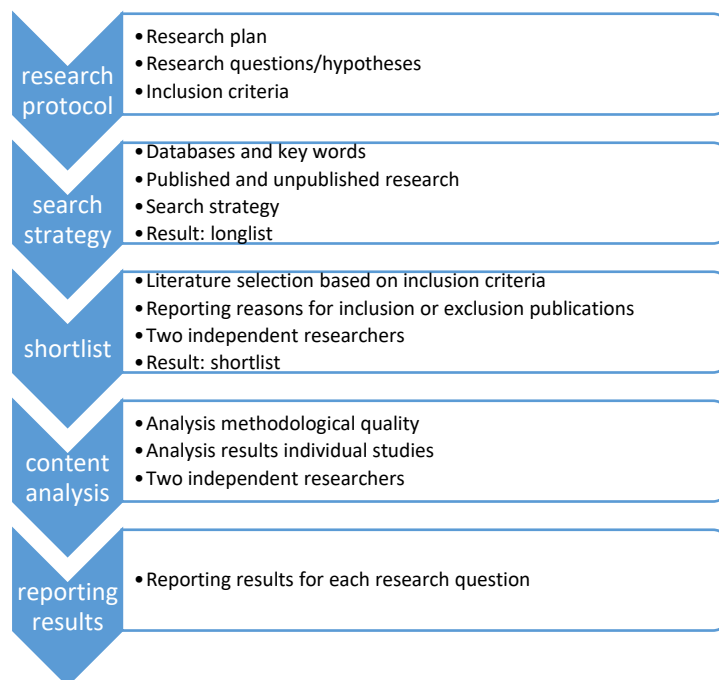 research
protocol
•Research plan
•Research questions/hypotheses
•Inclusion criteria
search
strategy
•Databases and key words
•Published and unpublished research
•Search strategy
•Result: longlist
shortlist
•Literature selection based on inclusion criteria
•Reporting reasons for inclusion or exclusion publications
•Two independent researchers
•Result: shortlist
content
analysis
•Analysis methodological quality
•Analysis results individual studies
•Two independent researchers
reporting
results
•Reporting results for each research question